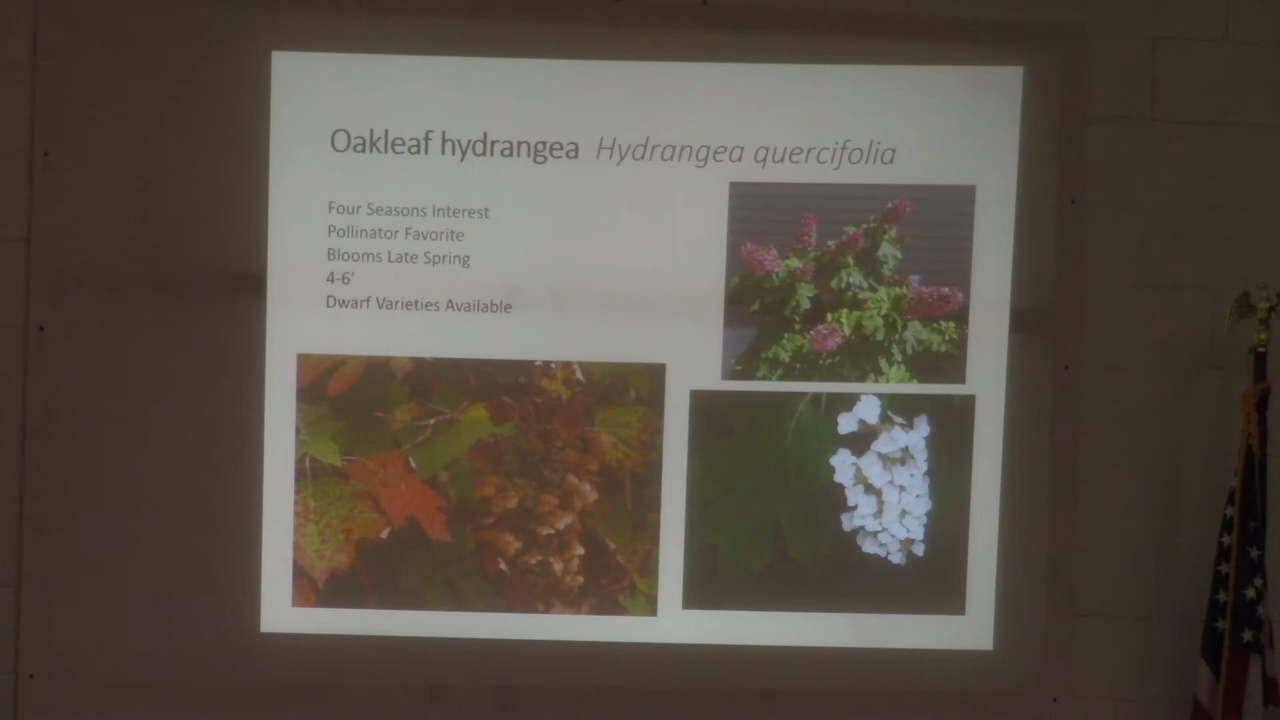 Oakleaf hydrangea Hydrangea quercifolia
Four Seasons Interest
Pollinator Favorite
Blooms Late Spring
4-6'
Dwarf Varieties Available